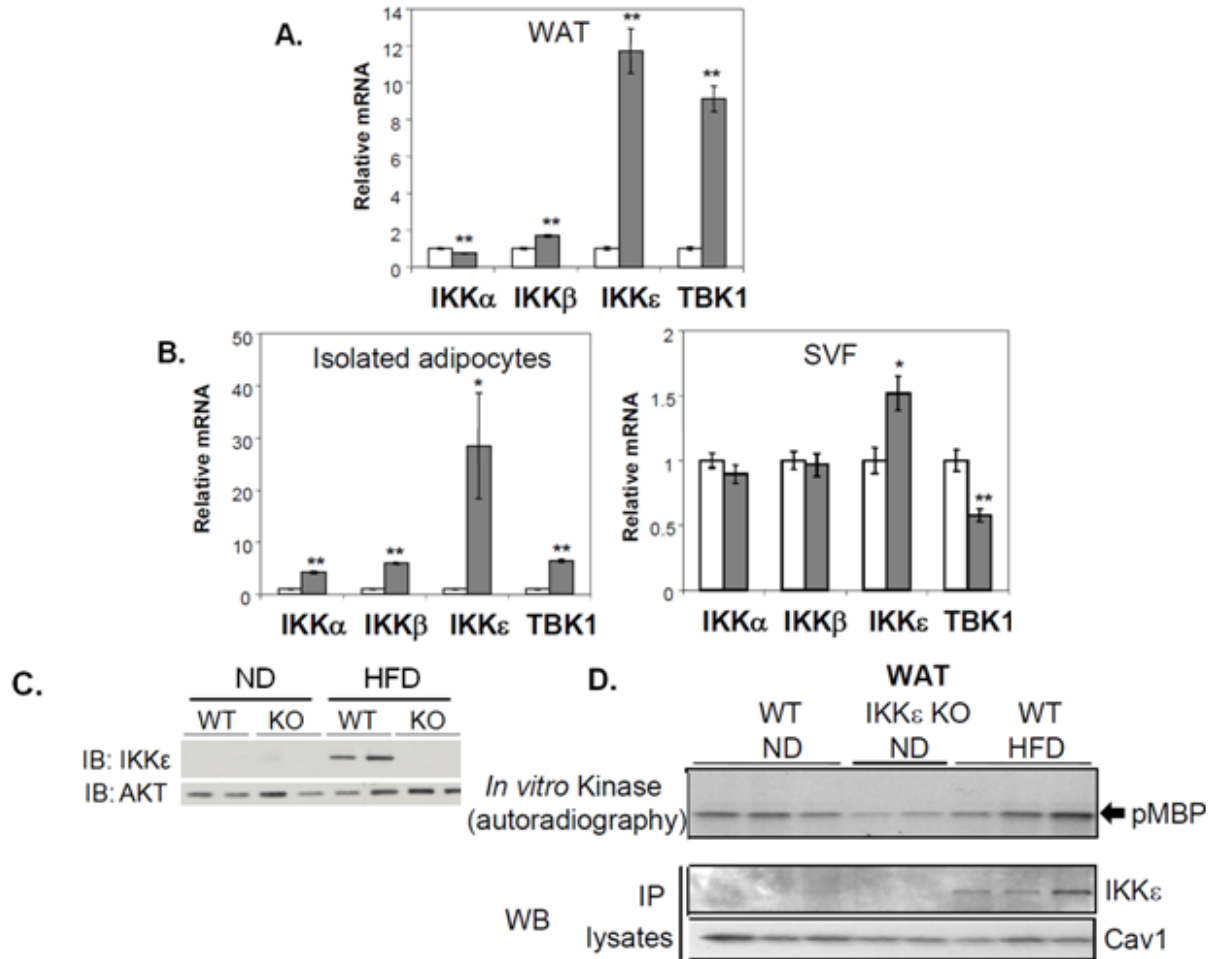 A.
WAT
Relative mRNA
14
12
10
8
6
4
2
0
** ** ** **
IKKα IKKβ IKKε TBK1
B.
Isolated adipocytes
Relative mRNA
50
40
30
20
10
0
** ** * **
IKKα IKKβ IKKε TBK1
SVF
Relative mRNA
2
1.5
1
0.5
0
* **
IKKα IKKβ IKKε TBK1
C.
ND HFD
WT KO WT KO
IB: IKKε
IB: AKT
D.
WAT
WT IKKε KO WT
ND ND HFD
In vitro Kinase
(autoradiography)
pMBP
WB
IP
IKKε
lysates
Cav1